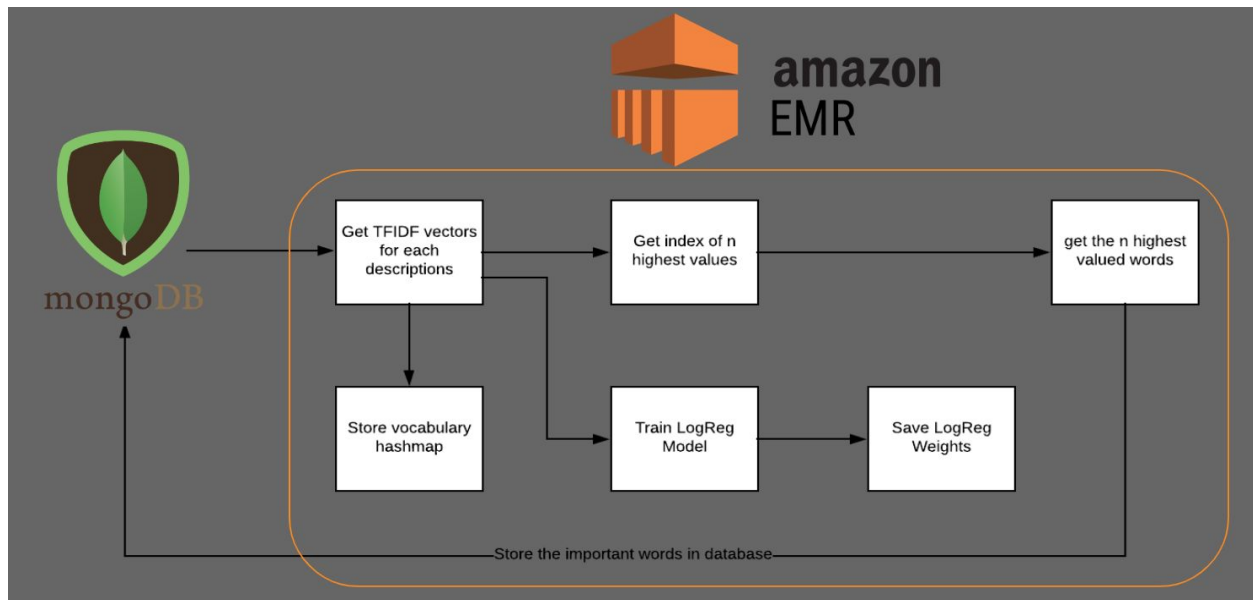 amazon
EMR
mongoDB
Get TFIDF vectors
for each
descriptions
Get index of n
highest values
get the n highest
valued words
Store vocabulary
hashmap
Train LogReg
Model
Save LogReg
Weights
Store the important words in database